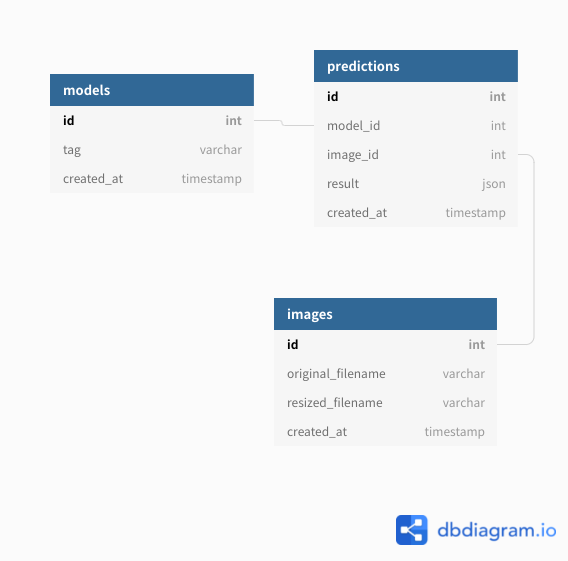 models
id int
tag varchar
created_at timestamp
predictions
id int
model_id int
image_id int
result json
created_at timestamp
images
id int
original_filename varchar
resized_filename varchar
created_at timestamp
dbdiagram.io